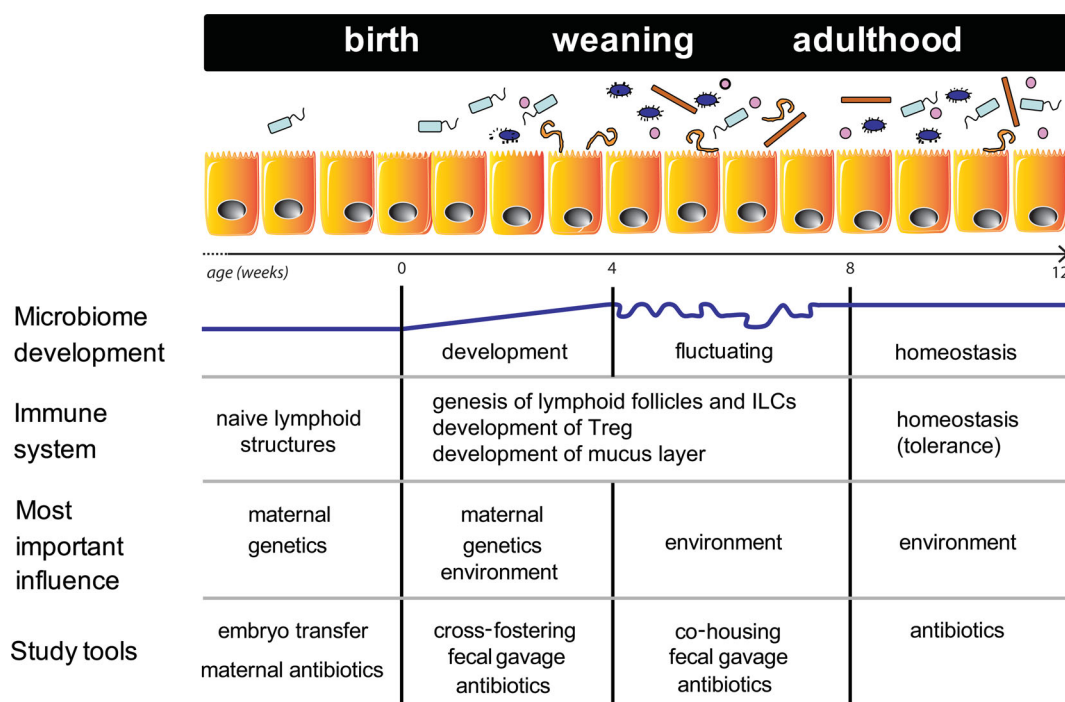 birth weaning adulthood
age (weeks) 0 4 8 12
Microbiome
development
development fluctuating homeostasis
Immune
system
naive lymphoid
structures
genesis of lymphoid follicles and ILCs
development of Treg
development of mucus layer
homeostasis
(tolerance)
Most
important
influence
maternal
genetics
maternal
genetics
environment
environment
environment
Study tools
embryo transfer
maternal antibiotics
cross-fostering
fecal gavage
antibiotics
co-housing
fecal gavage
antibiotics
antibiotics